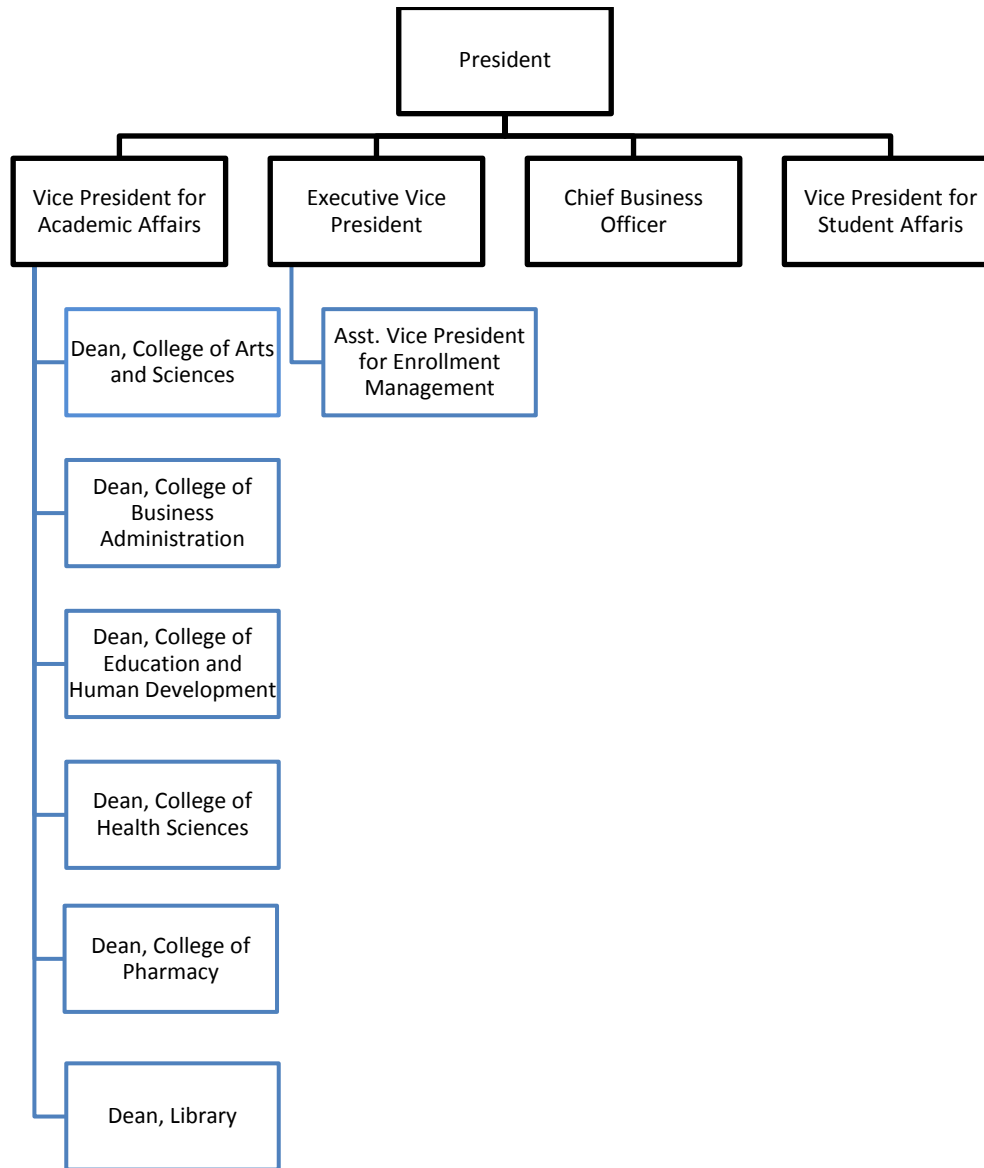 President
Vice President for
Academic Affairs
Executive Vice
President
Chief Business
Officer
Vice President for
Student Affaris
Dean, College of Arts
and Sciences
Asst. Vice President
for Enrollment
Management
Dean, College of
Business
Administration
Dean, College of
Education and
Human Development
Dean, College of
Health Sciences
Dean, College of
Pharmacy
Dean, Library